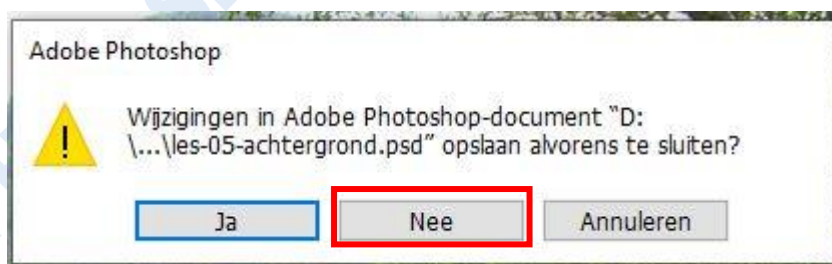 Adobe Photoshop
Wijzigingen in Adobe Photoshop-document "D:
\...\les-05-achtergrond.psd" opslaan alvorens te sluiten?
Ja Nee Annuleren